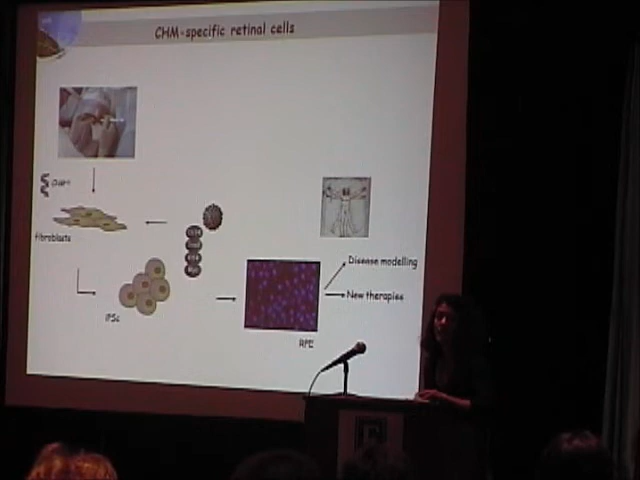 CHM-specific retinal cells
fibroblasts
iPSc
RPE
Disease modelling
New therapies